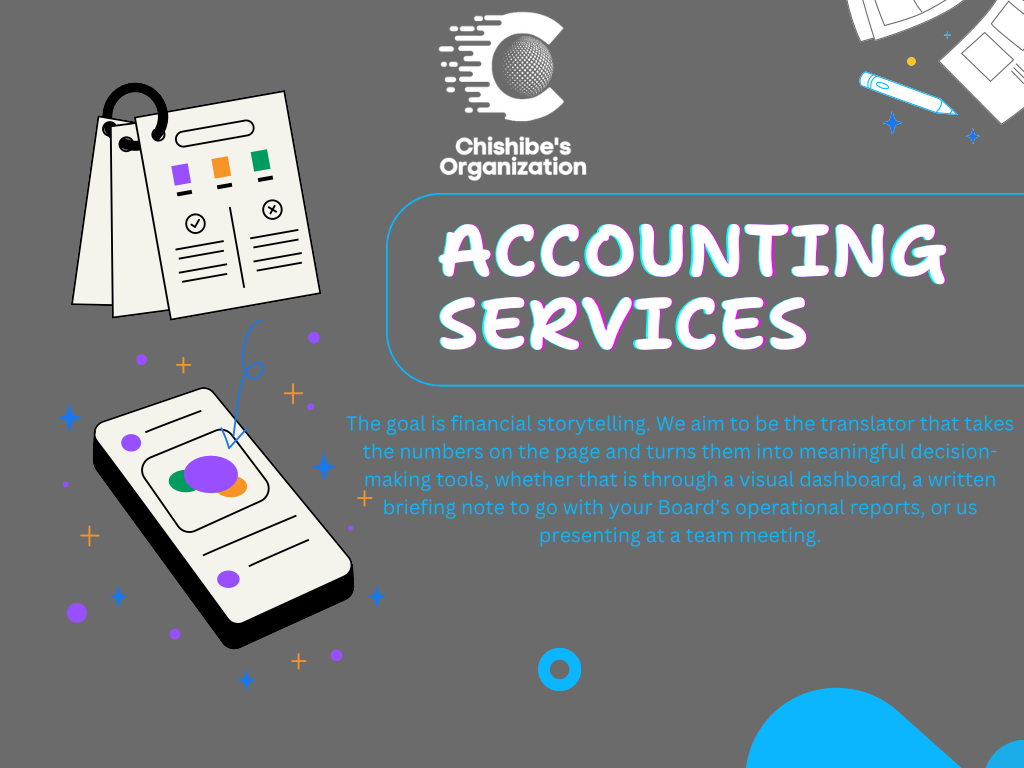 Chishibe's
Organization
ACCOUNTING
SERVICES
The goal is financial storytelling. We aim to be the translator that takes
the numbers on the page and turns them into meaningful decision-
making tools, whether that is through a visual dashboard, a written
briefing note to go with your Board’s operational reports, or us
presenting at a team meeting.